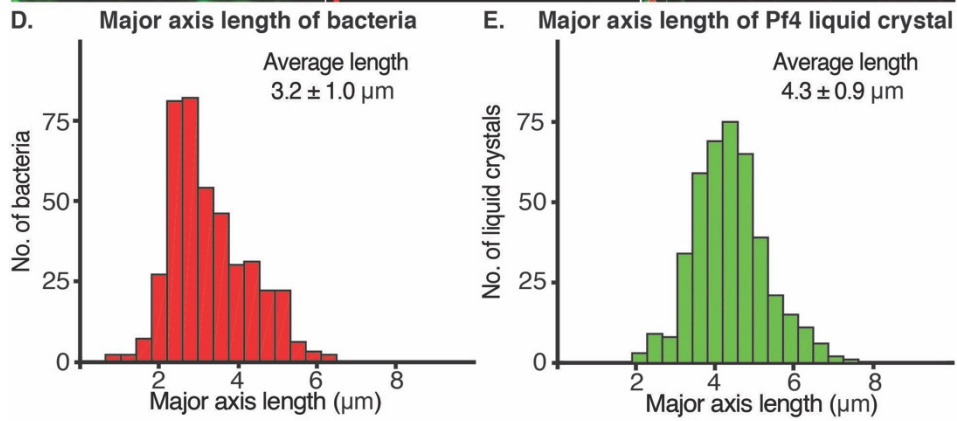 D. Major axis length of bacteria
Average length
3.2 ± 1.0 μm
No. of bacteria
75
50
25
0
2 4 6 8
Major axis length (μm)
E. Major axis length of Pf4 liquid crystal
Average length
4.3 ± 0.9 μm
No. of liquid crystals
75
50
25
0
2 4 6 8
Major axis length (μm)